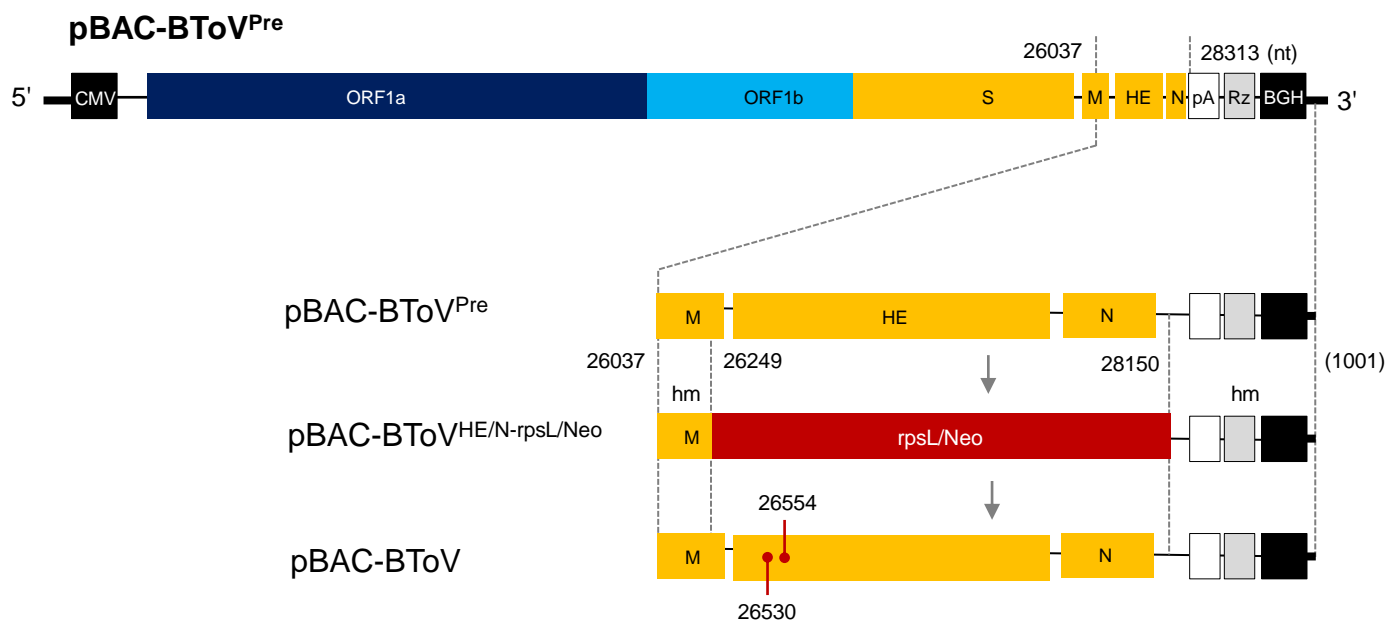 pBAC-BToVPre
26037 28313 (nt)
5' CMV ORF1a ORF1b S M HE N pA Rz BGH 3'
pBAC-BToVPre M HE N
26037 26249 28150 (1001)
hm hm
pBAC-BToVHE/N-rpsL/Neo M rpsL/Neo
26554
pBAC-BToV M N
26530